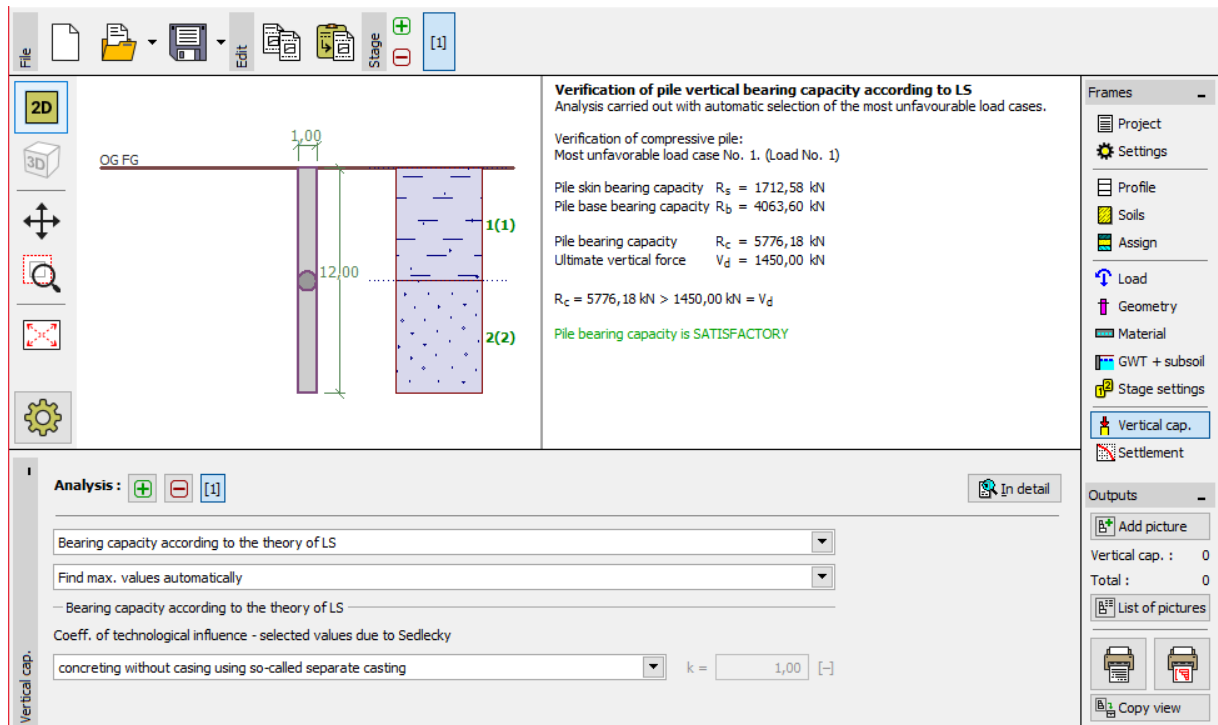 File
Edit
Stage
[1]
2D
3D
OG FG
1,00
12,00
1(1)
2(2)
Verification of pile vertical bearing capacity according to LS
Analysis carried out with automatic selection of the most unfavourable load cases.
Verification of compressive pile:
Most unfavorable load case No. 1. (Load No. 1)
Pile skin bearing capacity Rs = 1712,58 kN
Pile base bearing capacity Rb = 4063,60 kN
Pile bearing capacity Rc = 5776,18 kN
Ultimate vertical force Vd = 1450,00 kN
Rc = 5776,18 kN > 1450,00 kN = Vd
Pile bearing capacity is SATISFACTORY
Frames
Project
Settings
Profile
Soils
Assign
Load
Geometry
Material
GWT + subsoil
Stage settings
Vertical cap.
Settlement
Outputs
Add picture
Vertical cap. : 0
Total : 0
List of pictures
Copy view
Vertical cap.
Analysis : [1]
In detail
Bearing capacity according to the theory of LS
Find max. values automatically
Bearing capacity according to the theory of LS
Coeff. of technological influence - selected values due to Sedlecky
concreting without casing using so-called separate casting k = 1,00 [–]